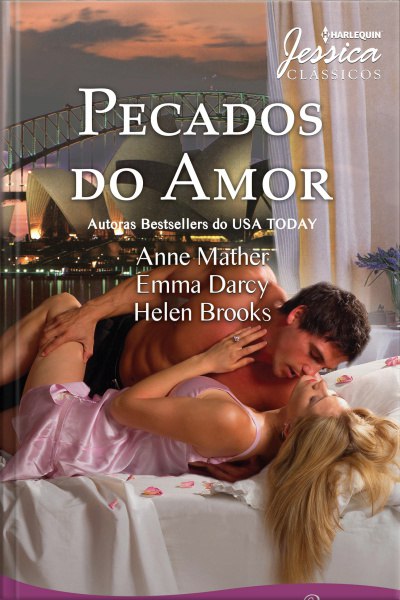 HARLEQUIN
Jessica
CLÁSSICOS
PECADOS
DO AMOR
Autoras Bestsellers do USA TODAY
Anne Mather
Emma Darcy
Helen Brooks